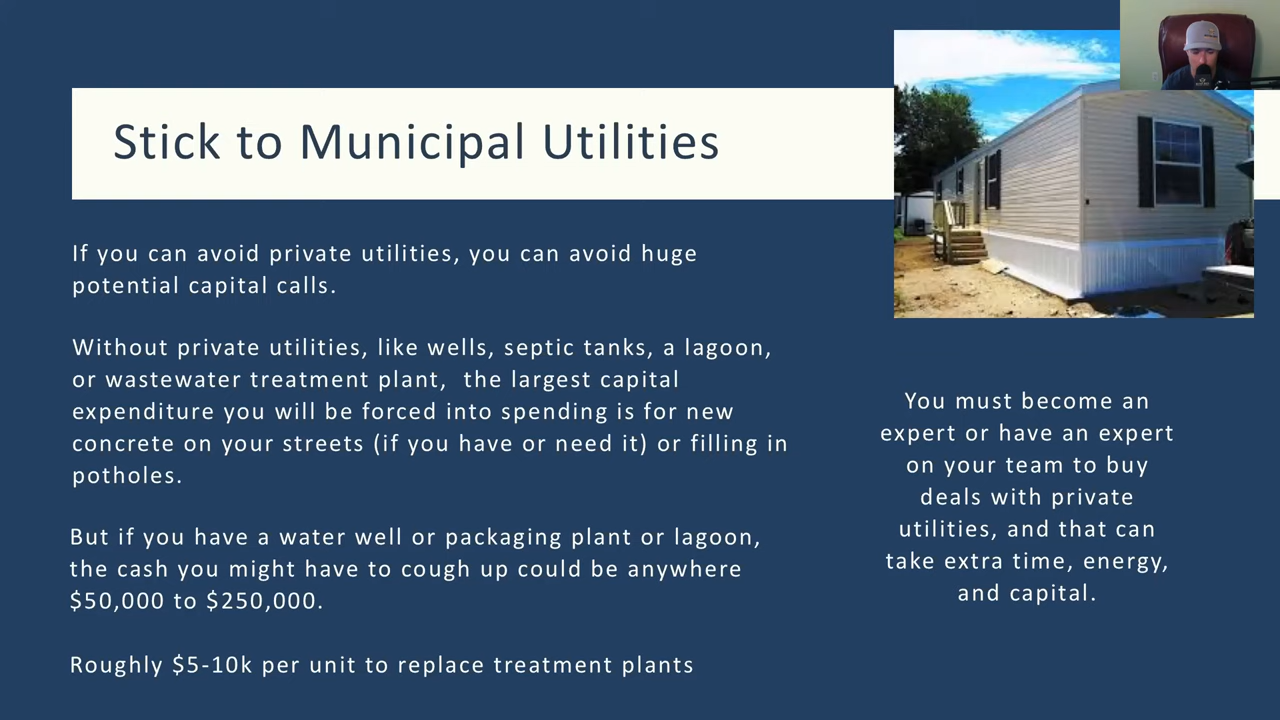 Stick to Municipal Utilities
If you can avoid private utilities, you can avoid huge
potential capital calls.
Without private utilities, like wells, septic tanks, a lagoon,
or wastewater treatment plant,  the largest capital
expenditure you will be forced into spending is for new
concrete on your streets (if you have or need it) or filling in
potholes.
But if you have a water well or packaging plant or lagoon,
the cash you might have to cough up could be anywhere
$50,000 to $250,000.
Roughly $5-10k per unit to replace treatment plants
You must become an
expert or have an expert
on your team to buy
deals with private
utilities, and that can
take extra time, energy,
and capital.